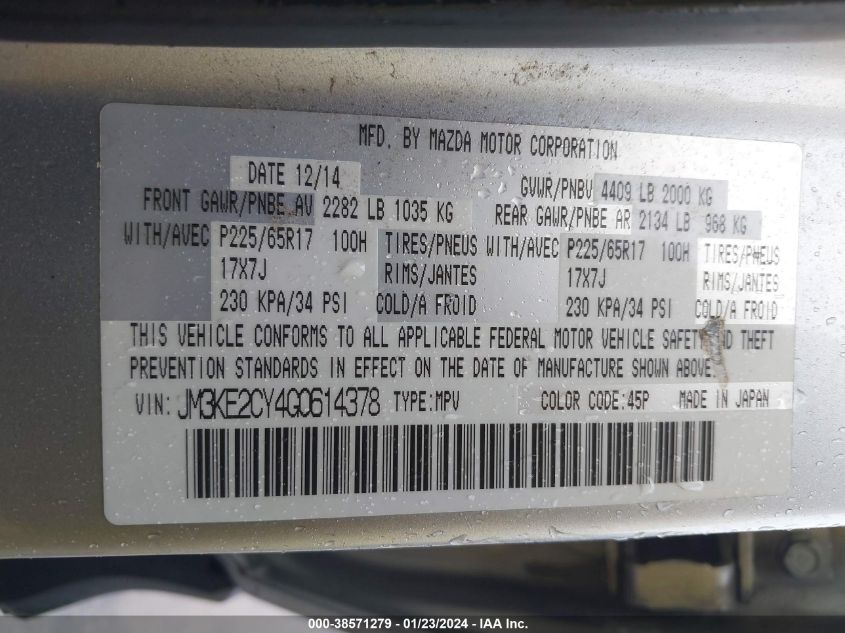 MFD. BY MAZDA MOTOR CORPORATION
DATE 12/14 GVWR/PNBV 4409 LB 2000 KG
FRONT GAWR/PNBE AV 2282 LB 1035 KG REAR GAWR/PNBE AR 2134 LB 968 KG
WITH/AVEC P225/65R17 100H TIRES/PNEUS WITH/AVEC P225/65R17 100H TIRES/PNEUS
17X7J RIMS/JANTES 17X7J RIMS/JANTES
230 KPA/34 PSI COLD/A FROID 230 KPA/34 PSI COLD/A FROID
THIS VEHICLE CONFORMS TO ALL APPLICABLE FEDERAL MOTOR VEHICLE SAFETY AND THEFT
PREVENTION STANDARDS IN EFFECT ON THE DATE OF MANUFACTURE SHOWN ABOVE.
VIN: JM3KE2CY4G0614378 TYPE:MPV COLOR CODE:45P MADE IN JAPAN
000-38571279 - 01/23/2024 - IAA Inc.